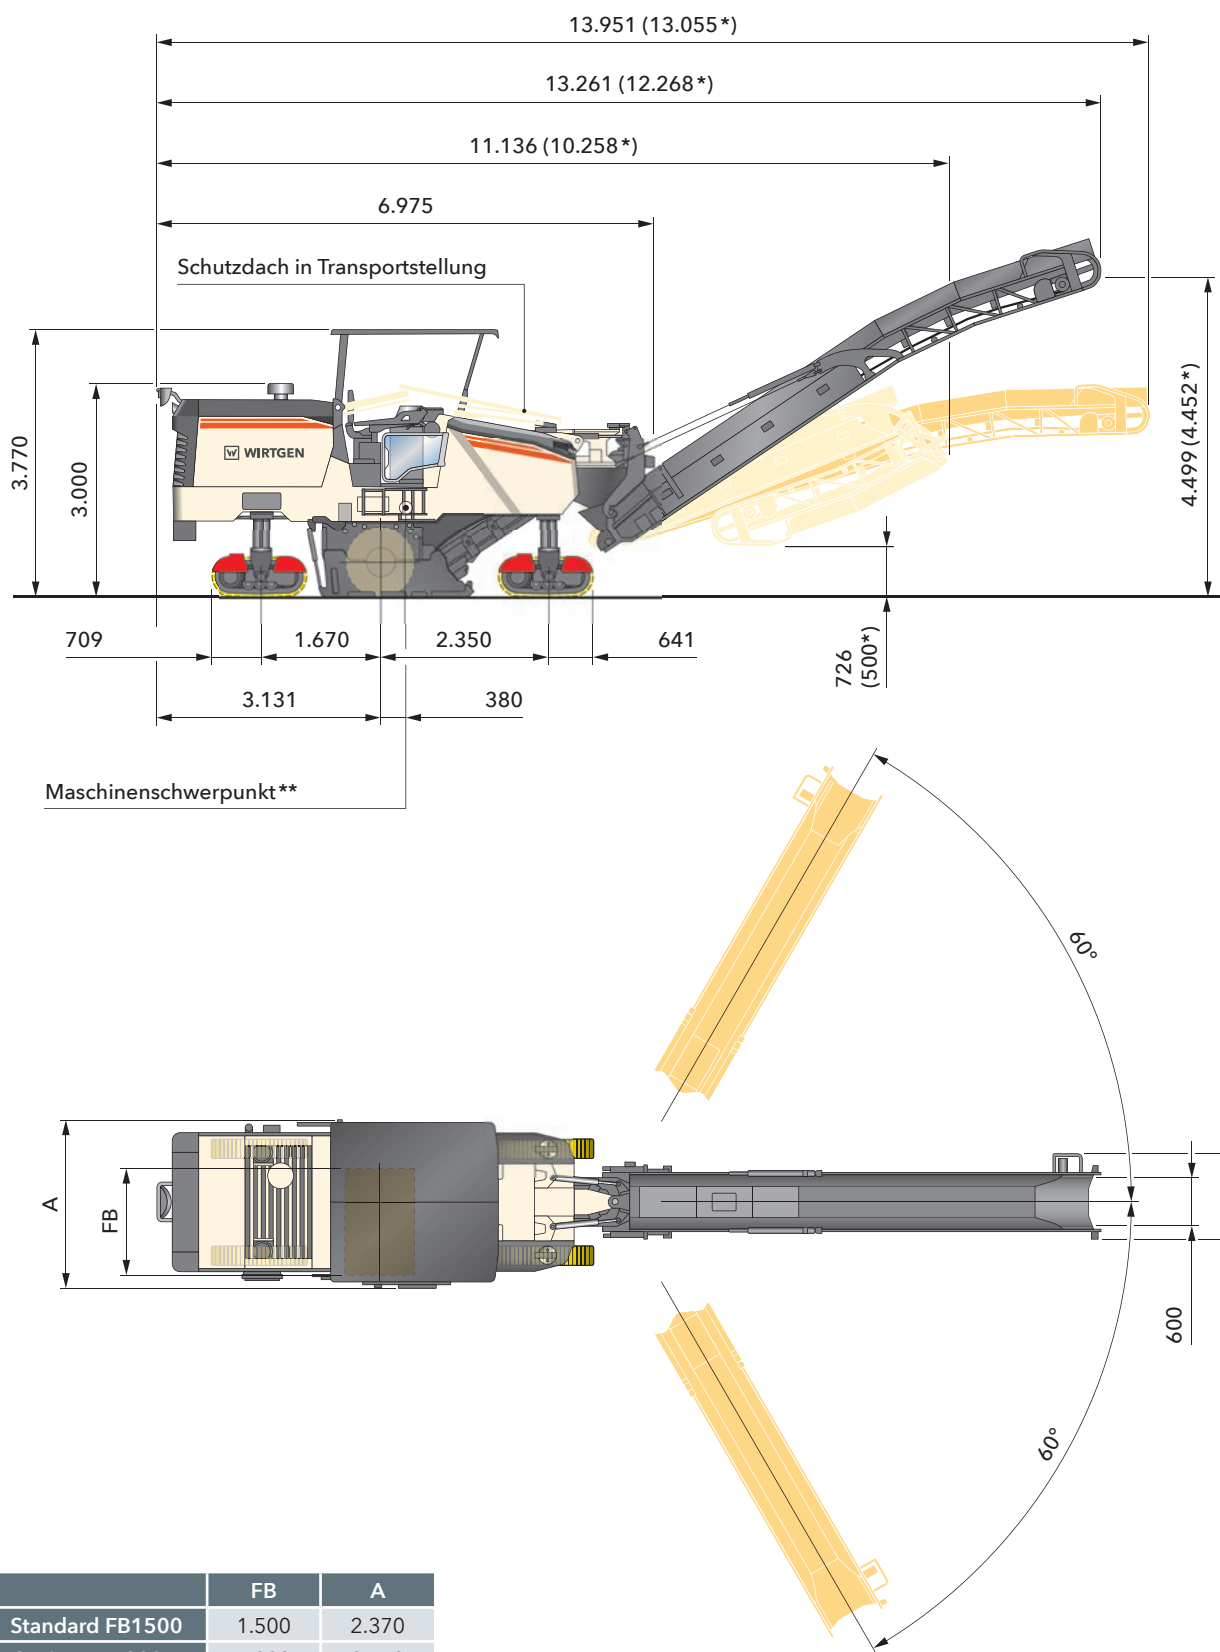 13.951 (13.055*)
13.261 (12.268*)
11.136 (10.258*)
6.975
Schutzdach in Transportstellung
3.770
3.000
WIRTGEN
4.499 (4.452*)
726
(500*)
709
1.670
2.350
641
3.131
380
Maschinenschwerpunkt**
60°
A
FB
600
60°
FB A
Standard FB1500 1.500 2.370